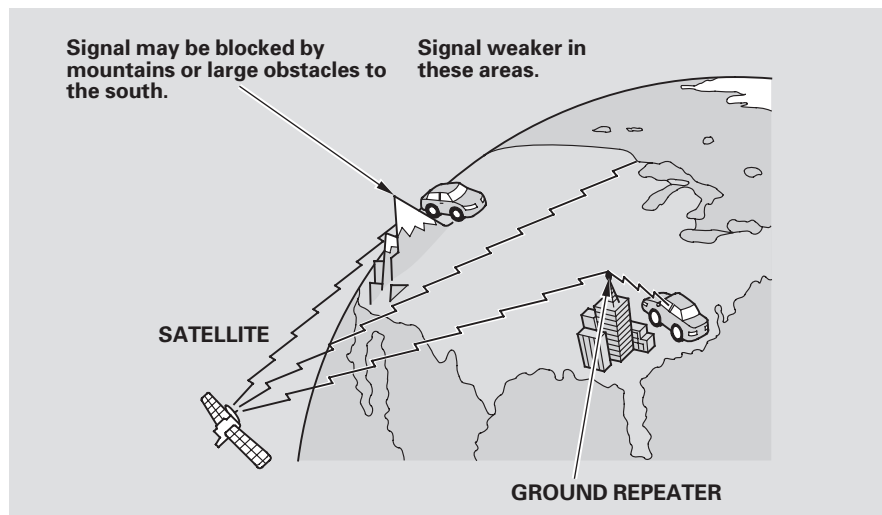 Signal may be blocked by
mountains or large obstacles to
the south.
Signal weaker in
these areas.
SATELLITE
GROUND REPEATER